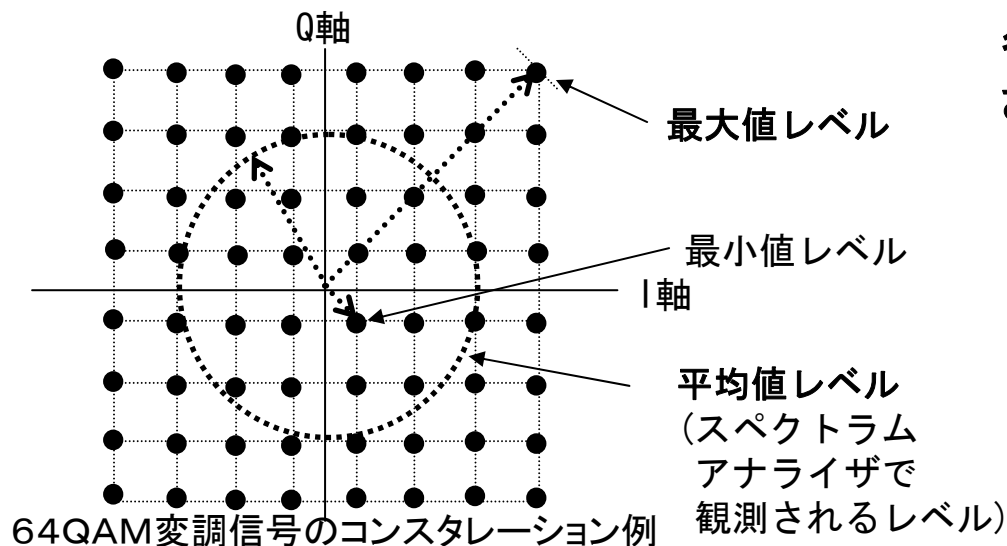 Q軸
最大値レベル
最小値レベル
I軸
平均値レベル
(スペクトラム
アナライザで
観測されるレベル)
64QAM変調信号のコンスタレーション例